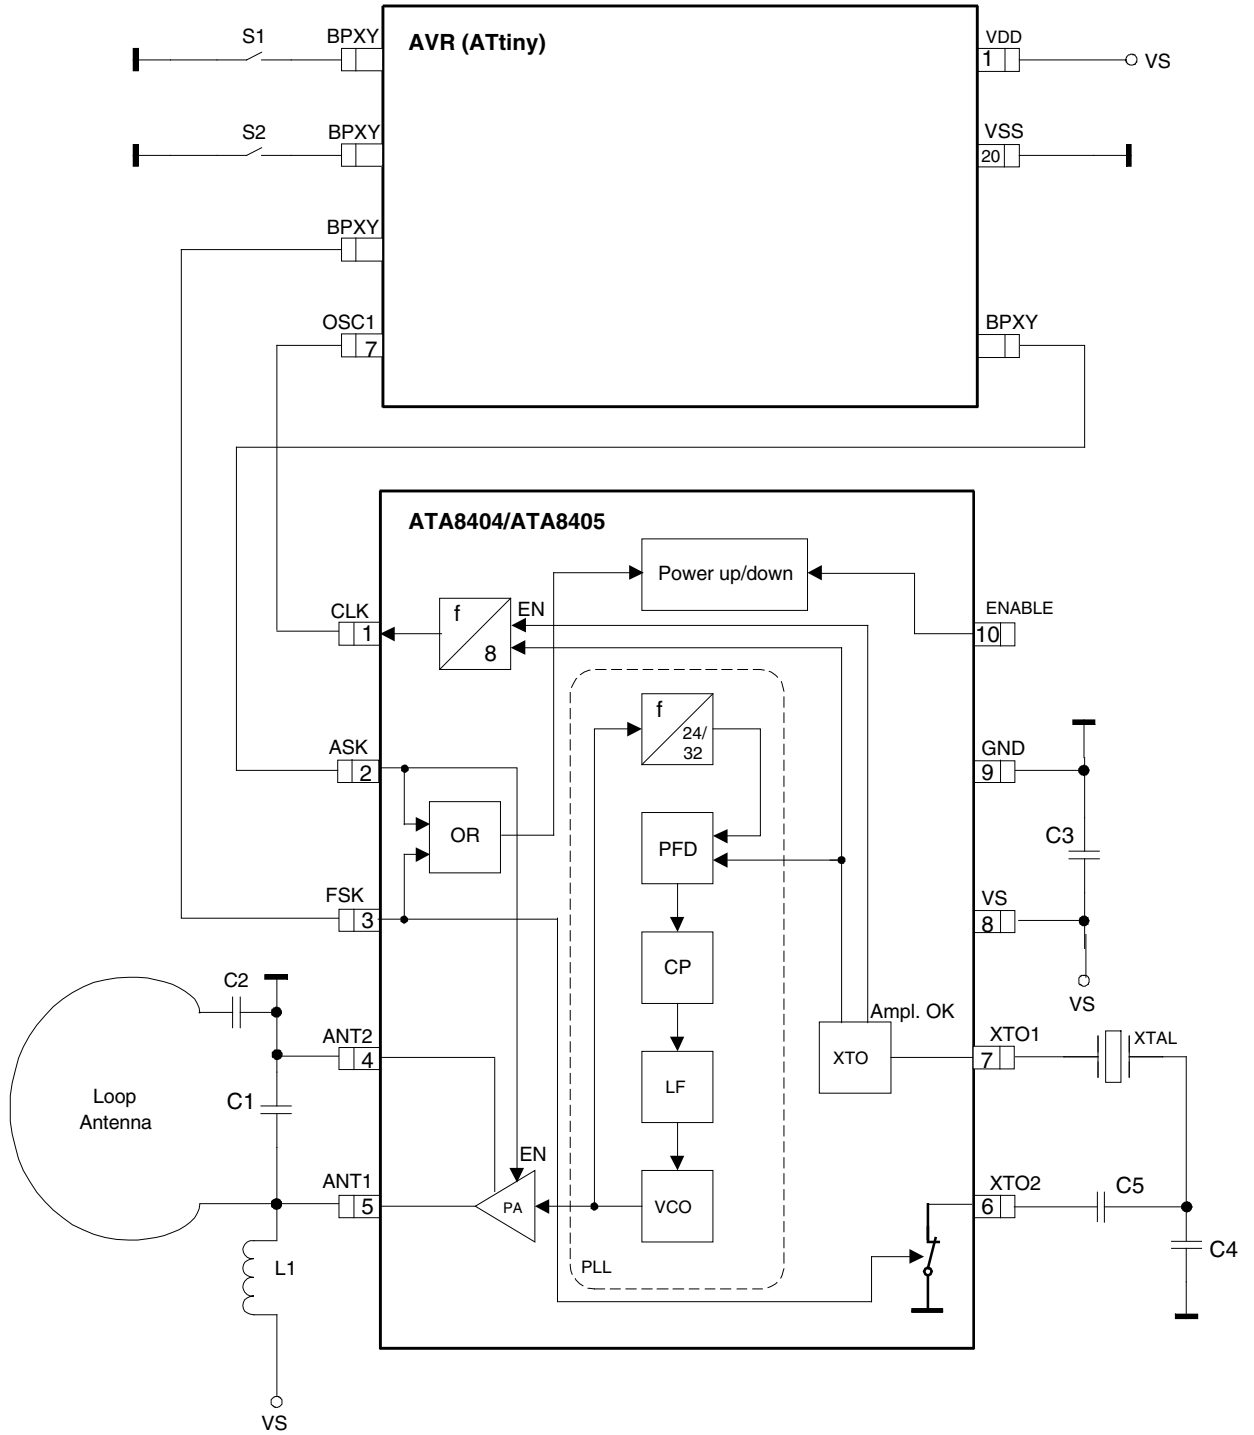 AVR (ATtiny)
S1
BPXY
VDD
1
VS
S2
BPXY
VSS
20
BPXY
OSC1
7
BPXY
ATA8404/ATA8405
Power up/down
CLK
1
f
8
EN
ENABLE
10
f
24/
32
ASK
2
GND
9
OR
PFD
C3
FSK
3
VS
8
CP
VS
C2
Ampl. OK
ANT2
4
XTO
XTO1
7
XTAL
Loop
Antenna
C1
LF
ANT1
5
EN
PA
VCO
XTO2
6
C5
C4
L1
PLL
VS